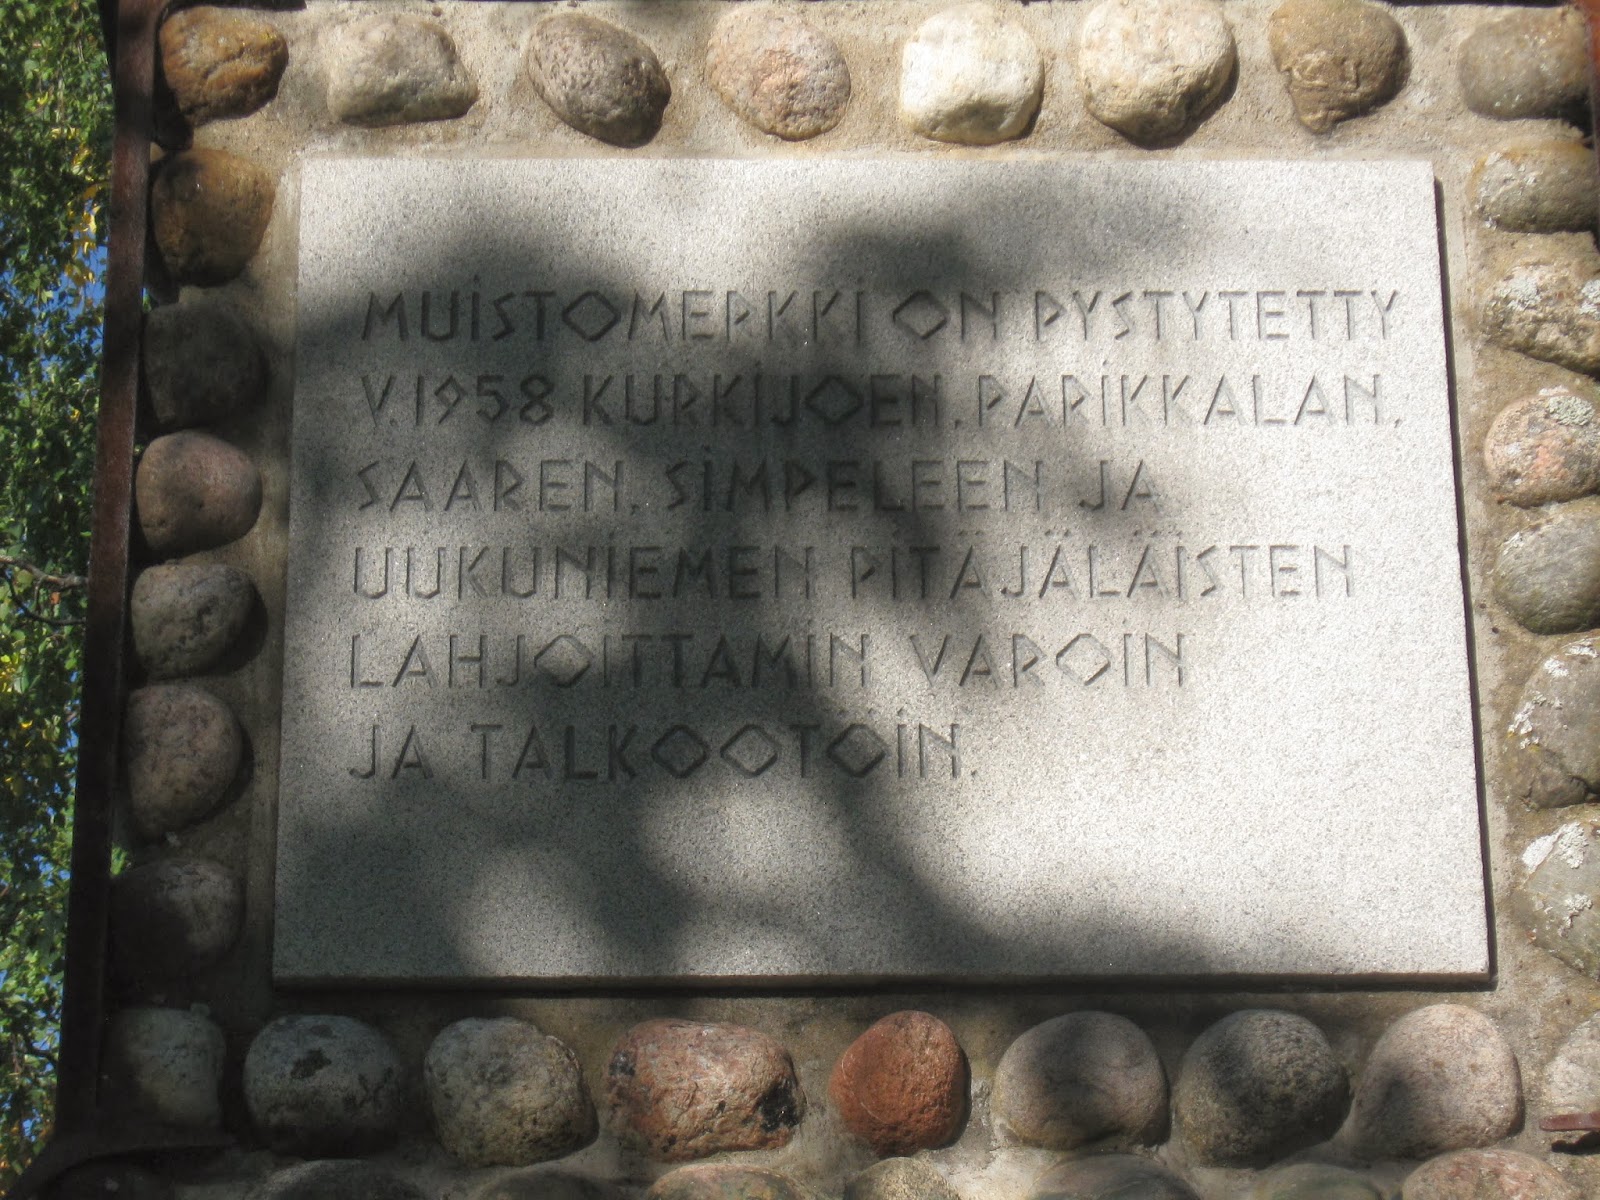 MUISTOMERKKI ON PYSTYTETTY
V.1958 KURKIJOEN, PARIKKALAN,
SAAREN, SIMPELEEN JA
UUKUNIEMEN PITÄJÄLÄISTEN
LAHJOITTAMIN VAROIN
JA TALKOOTOIN.